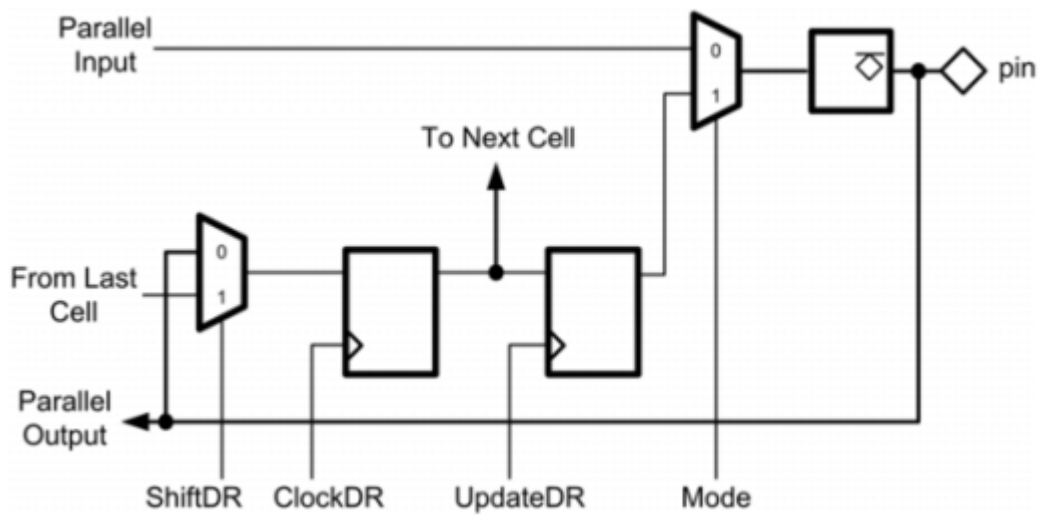 Parallel
Input
0
1
pin
To Next Cell
0
From Last
Cell
1
Parallel
Output
ShiftDR
ClockDR
UpdateDR
Mode